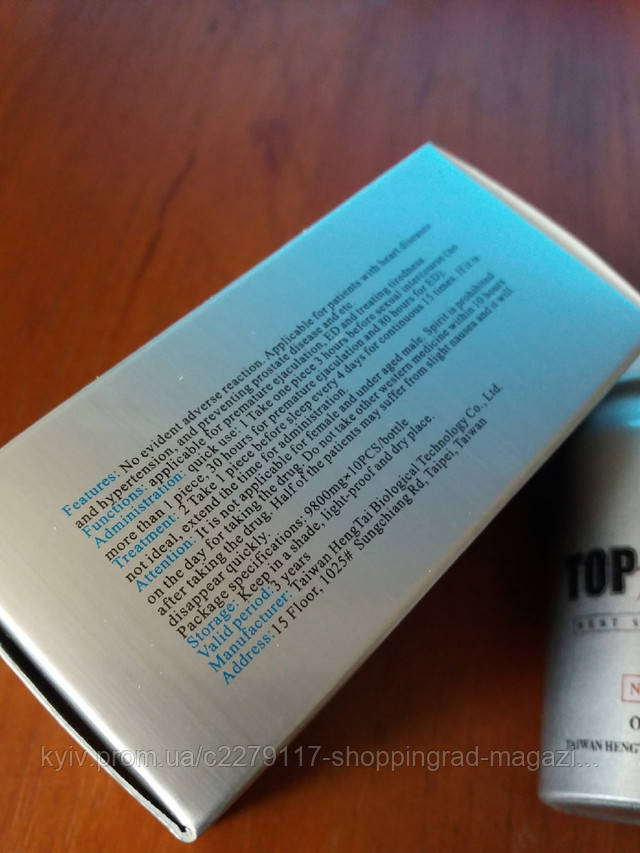 Features: No evident adverse reaction. Applicable for patients with heart diseases
and hypertension, and preventing prostate disease and etc.
Functions: applicable for premiture ejaculation, ED and treating tiredness
Administration: quick use: 1 Take one piece 3 hours before sexual intercourse (no
more than 1 piece, 30 hours for premature ejaculation and 80 hours for ED);
Treatment: 2 Take 1 piece before sleep every 4 days for continuous 15 times. If it is
not ideal, extend the time for administration.
Attention: It is not applicable for female and under aged male. Spirit is prohibited
on the day for taking the drug. Do not take other western medicine within 10 hours
after taking the drug. Half of the patients may suffer from slight nausea and it will
disappear quickly.
Package specifications: 9800mg×10PCS/bottle
Storage: Keep in a shade, light-proof and dry place.
Valid period: 3 years
Manufacturer: Taiwan HengTai Biological Technology Co., Ltd.
Address: 15 Floor, 1025# Sungchiang Rd, Taipei, Taiwan
TOP
N
O
TAIWAN HENG
kyiv.prom.ua/c2279117-shoppingrad-magazi...